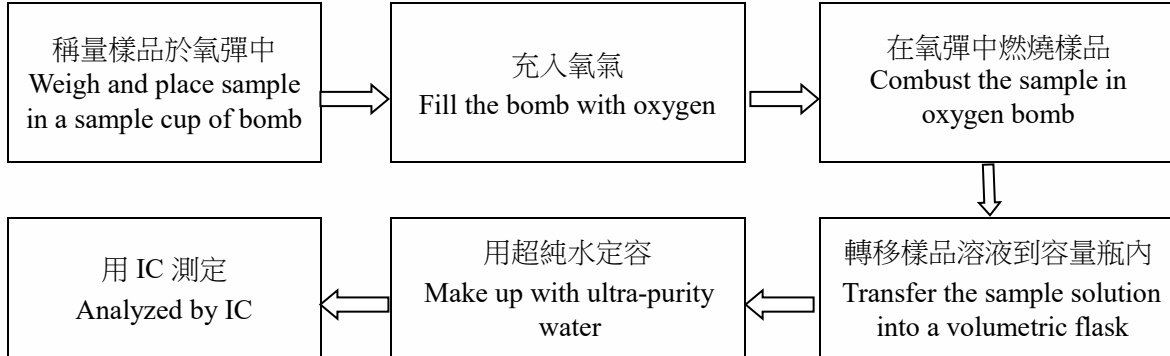 稱量樣品於氧彈中
Weigh and place sample
in a sample cup of bomb
充入氧氣
Fill the bomb with oxygen
在氧彈中燃燒樣品
Combust the sample in
oxygen bomb
轉移樣品溶液到容量瓶內
Transfer the sample solution
into a volumetric flask
用超純水定容
Make up with ultra-purity
water
用 IC 測定
Analyzed by IC